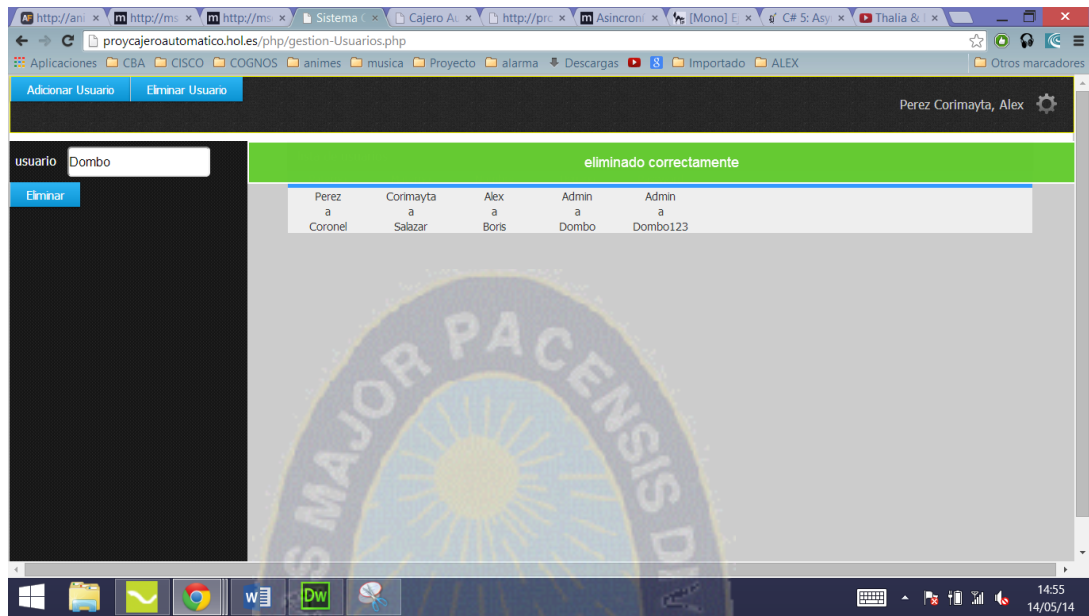 http://ani
http://ms
http://ms
Sistema
Cajero Au
http://pro
Asincroni
[Mono] Ej
C# 5: Asy
Thalia &
proycajeroautomatico.hol.es/php/gestion-Usuarios.php
Aplicaciones CBA CISCO COGNOS animes musica Proyecto alarma Descargas Importado ALEX Otros marcadores
Adicionar Usuario Eliminar Usuario
Perez Corimayta, Alex
usuario Dombo
eliminado correctamente
Eliminar
Perez Corimayta Alex Admin Admin
a a a a a
Coronel Salazar Boris Dombo Dombo123
MAJOR PACENSIS
14:55
14/05/14